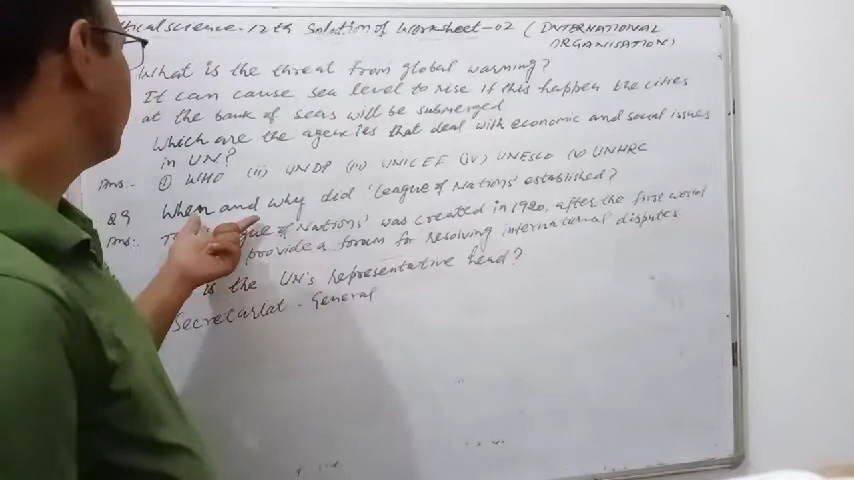 ticalscience. 12th Solution of Worksheet-02 ( INTERNATIONAL
ORGANISATION)
What is the threat from global warming?
It can cause sea level to rise if this happen the cities
at the bank of seas will be submerged
Which are the agencies that deal with economic and social issues
in UN?
Ans:- (i) WHO (ii) UNDP (iii) UNICEF (iv) UNESCO (v) UNHRC
Q9 When and why did 'League of Nations' established?
Ans:. gue of Nations' was created in 1920, after the first world
provide a forum for resolving international disputes
is the UN's representative head?
Secretariat - General